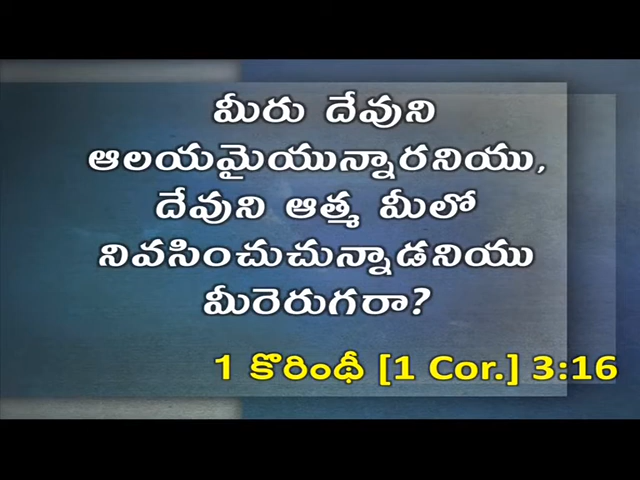 మీరు దేవుని
ఆలయమైయున్నారనియు,
దేవుని ఆత్మ మీలో
నివసించుచున్నాడనియు
మీరెరుగరా?
1 కొరింథీ [1 Cor.] 3:16